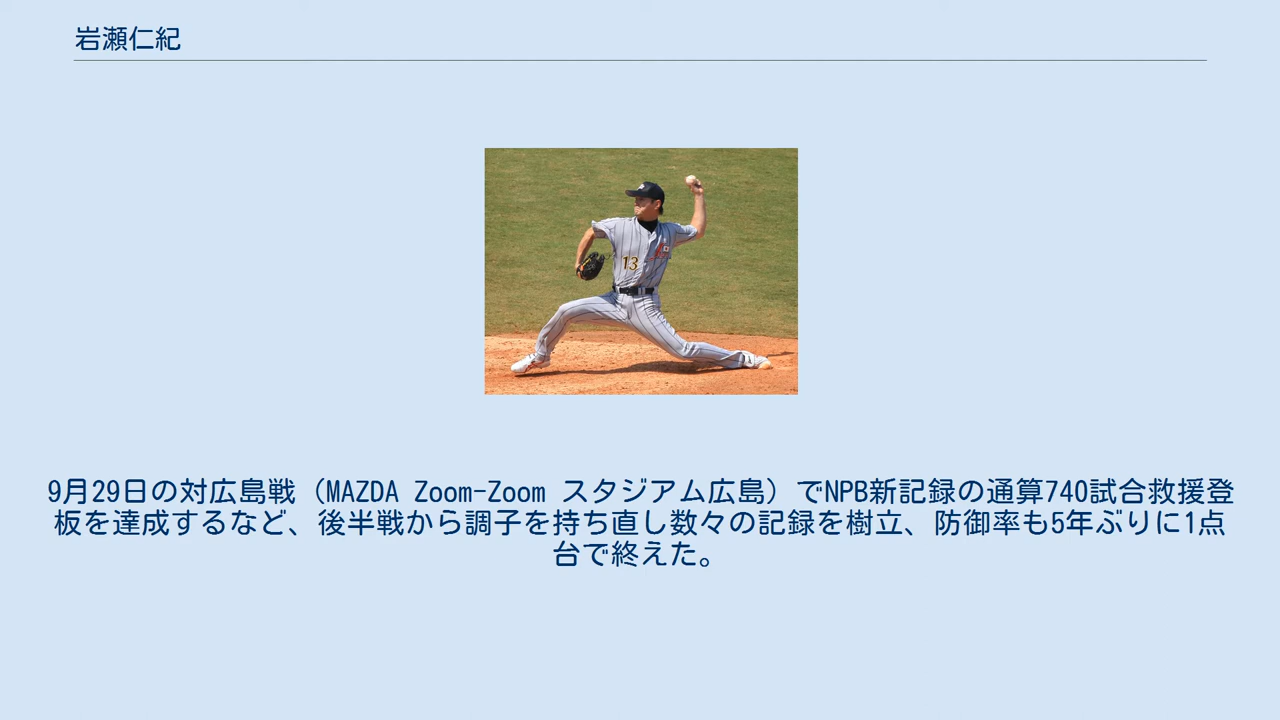 岩瀬仁紀
13
9月29日の対広島戦（MAZDA Zoom-Zoom スタジアム広島）でNPB新記録の通算740試合救援登
板を達成するなど、後半戦から調子を持ち直し数々の記録を樹立、防御率も5年ぶりに1点
台で終えた。